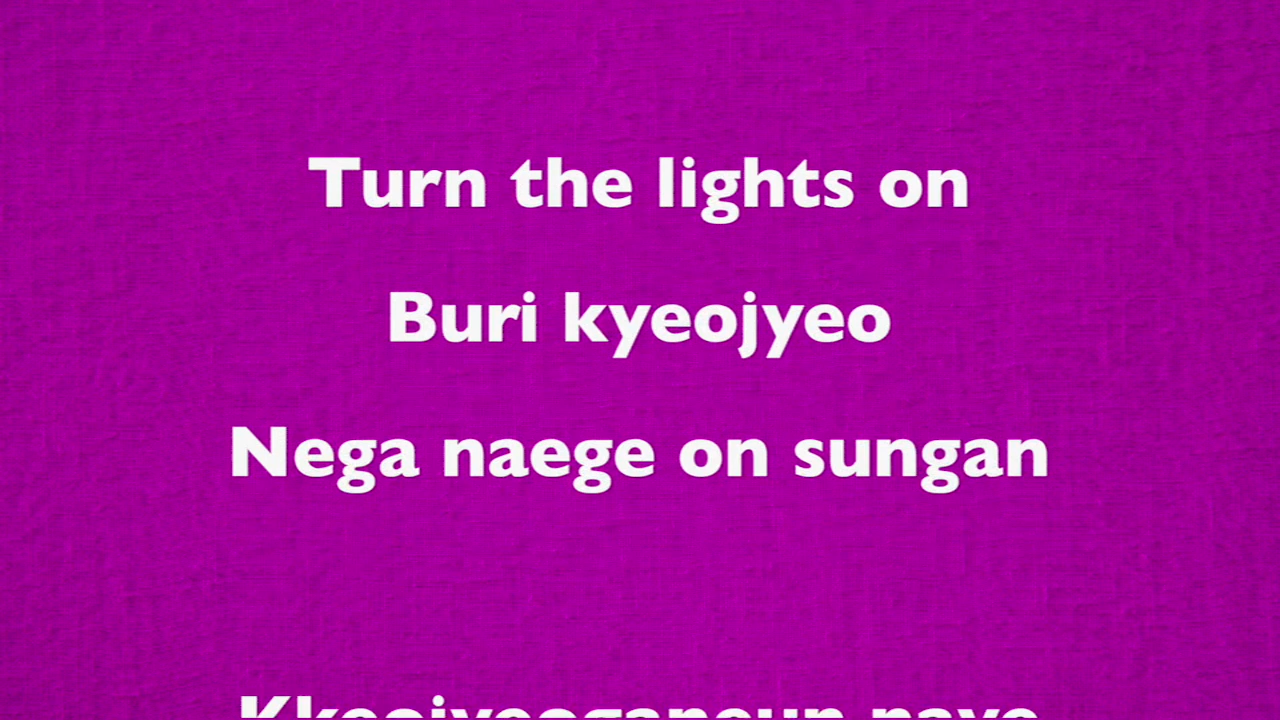 Turn the lights on
Buri kyeojyeo
Nega naege on sungan